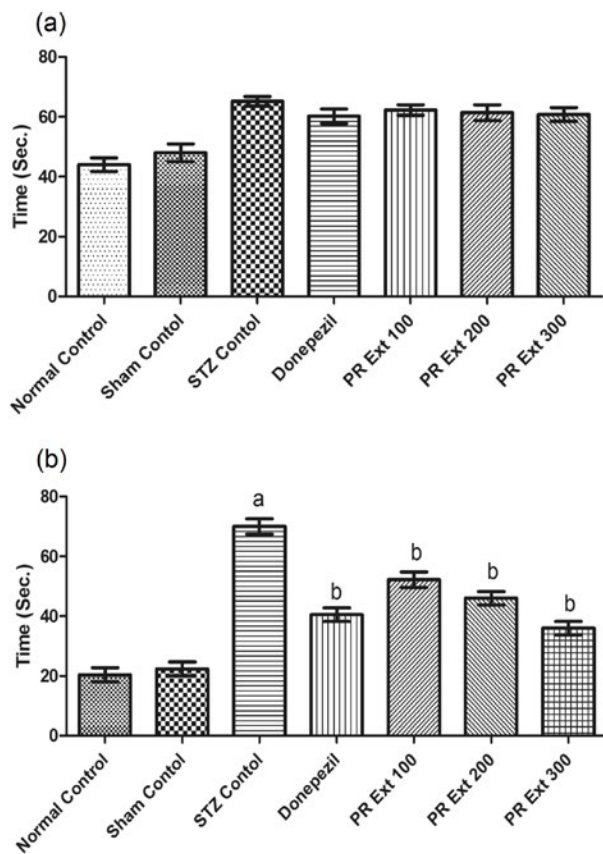 (a)
80
60
40
20
0
Time (Sec.)
Normal Control
Sham Contol
STZ Contol
Donepezil
PR Ext 100
PR Ext 200
PR Ext 300
(b)
80
60
40
20
0
Time (Sec.)
a
b
b
b
b
Normal Control
Sham Contol
STZ Contol
Donepezil
PR Ext 100
PR Ext 200
PR Ext 300